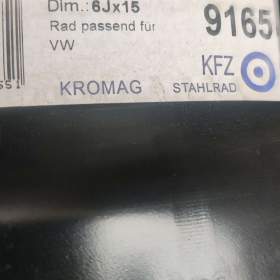 Dim.: 6Jx15
Rad passend für
VW
9165
KFZ
KROMAG STAHLRAD